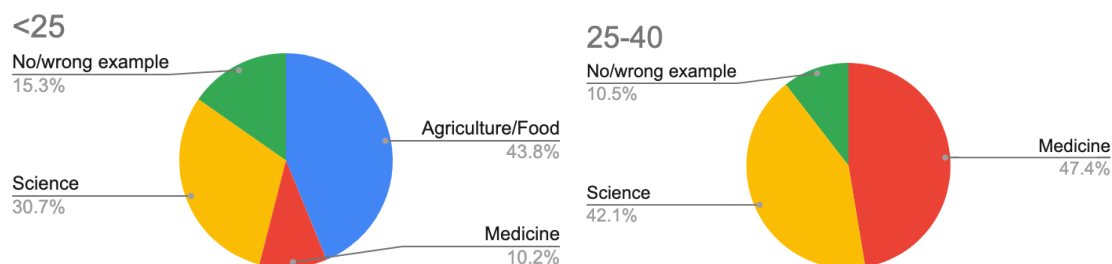 <25
No/wrong example
15.3%
Agriculture/Food
43.8%
Science
30.7%
Medicine
10.2%
25-40
No/wrong example
10.5%
Medicine
47.4%
Science
42.1%